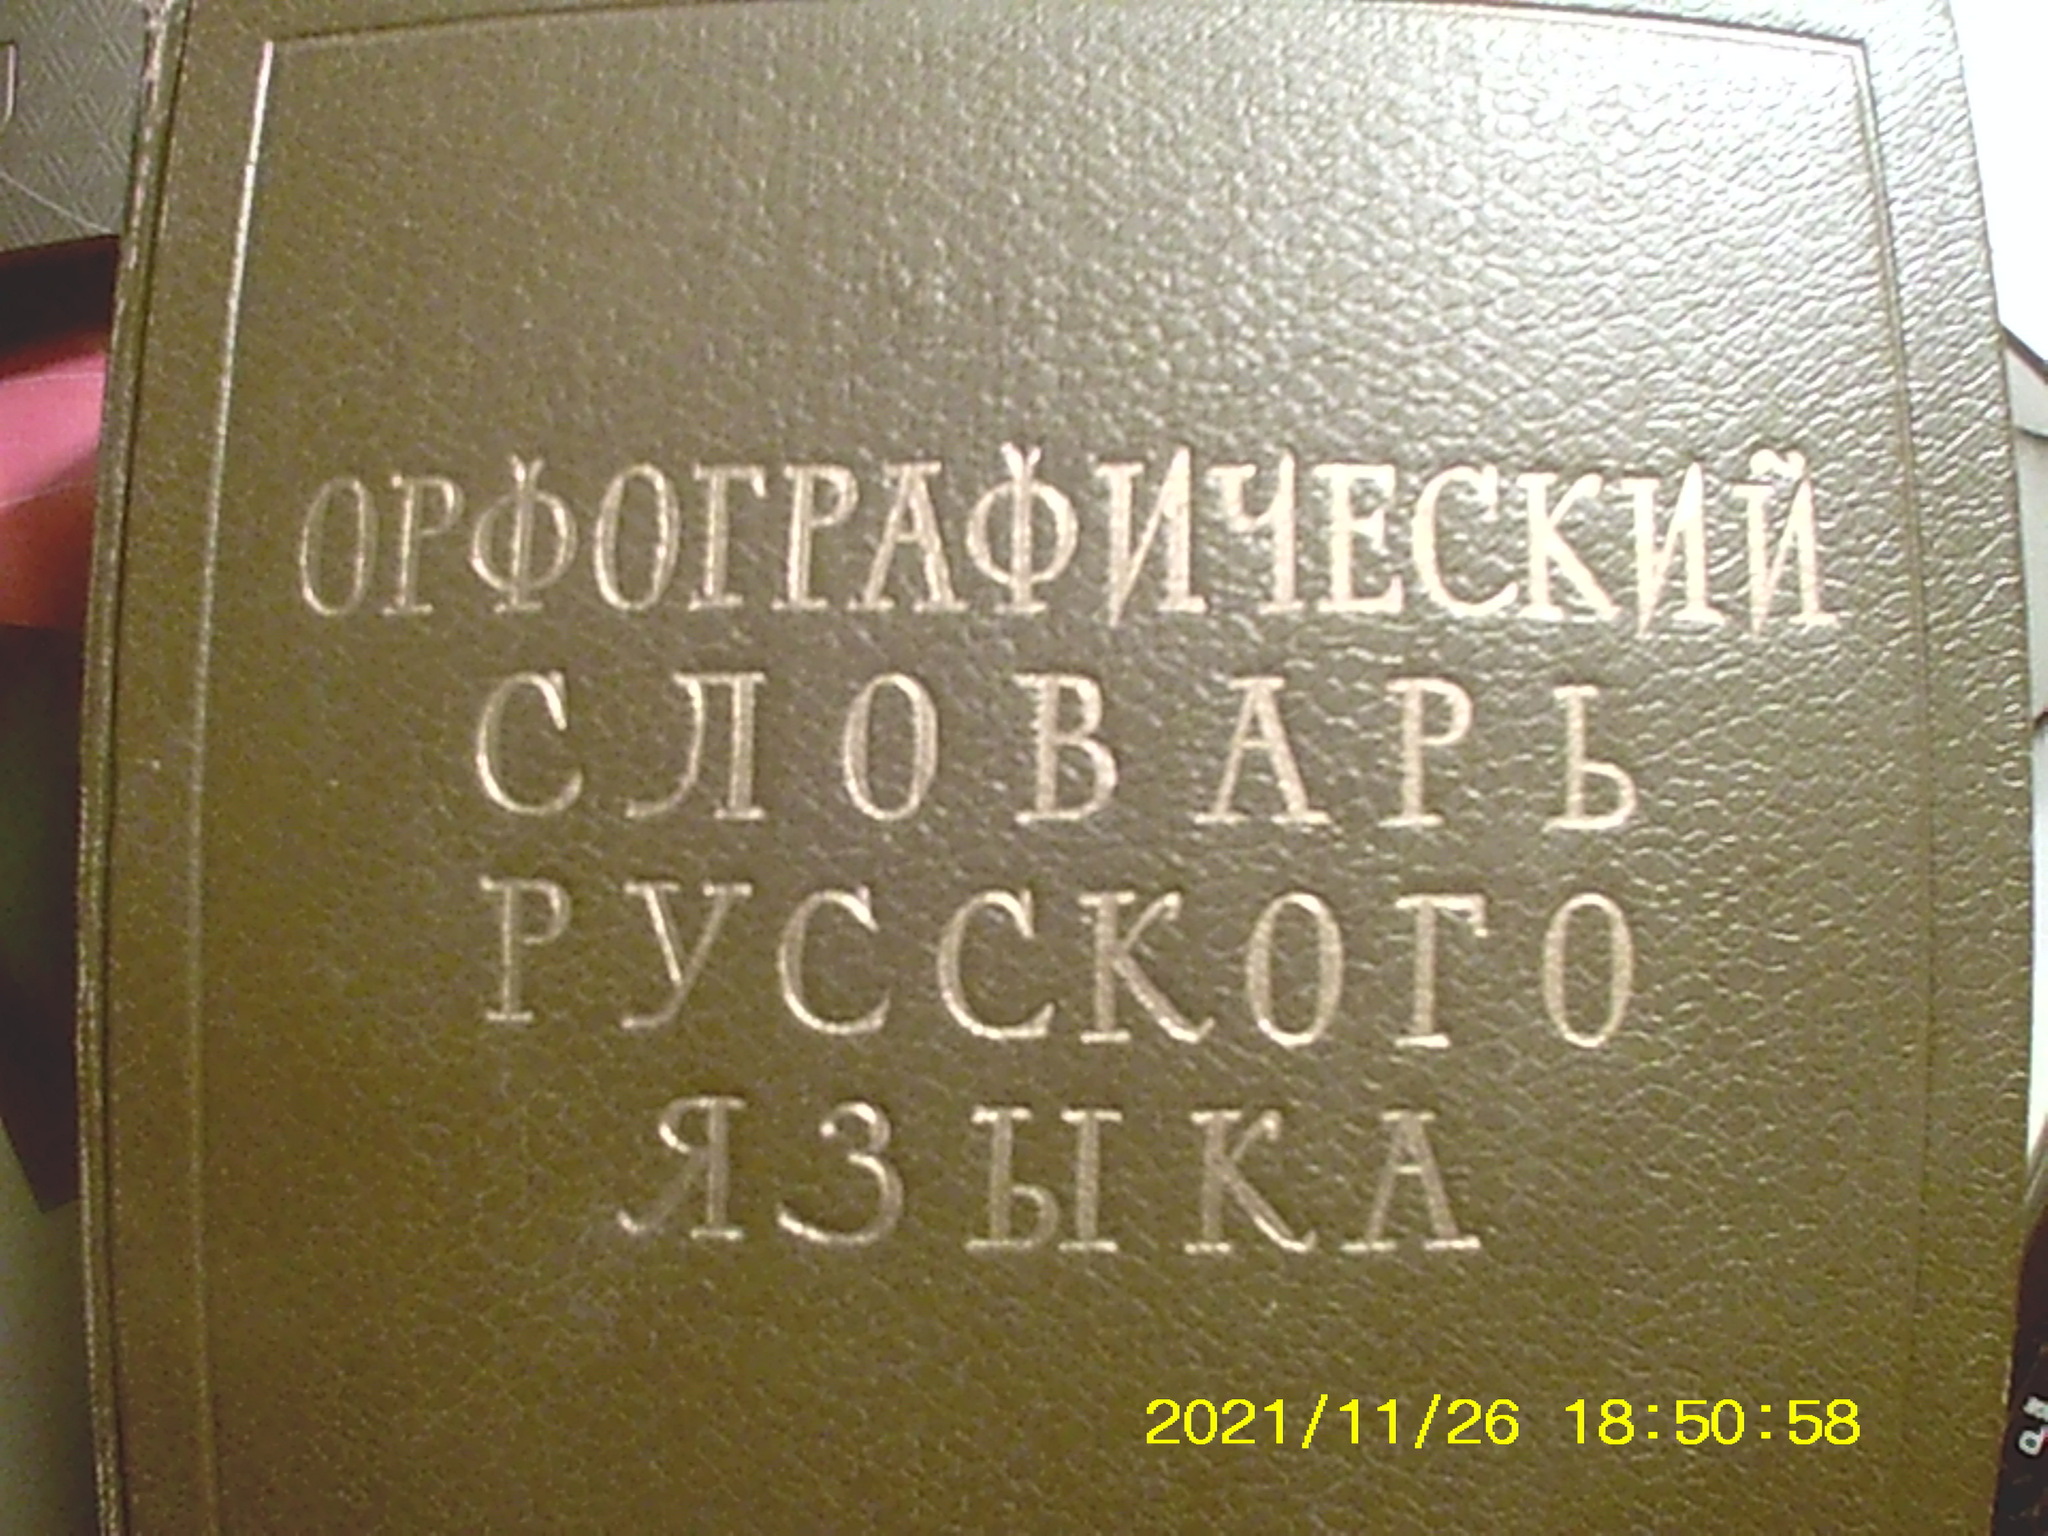 ОРФОГРАФИЧЕСКИЙ
СЛОВАРЬ
РУССКОГО
ЯЗЫКА
2021/11/26 18:50:58